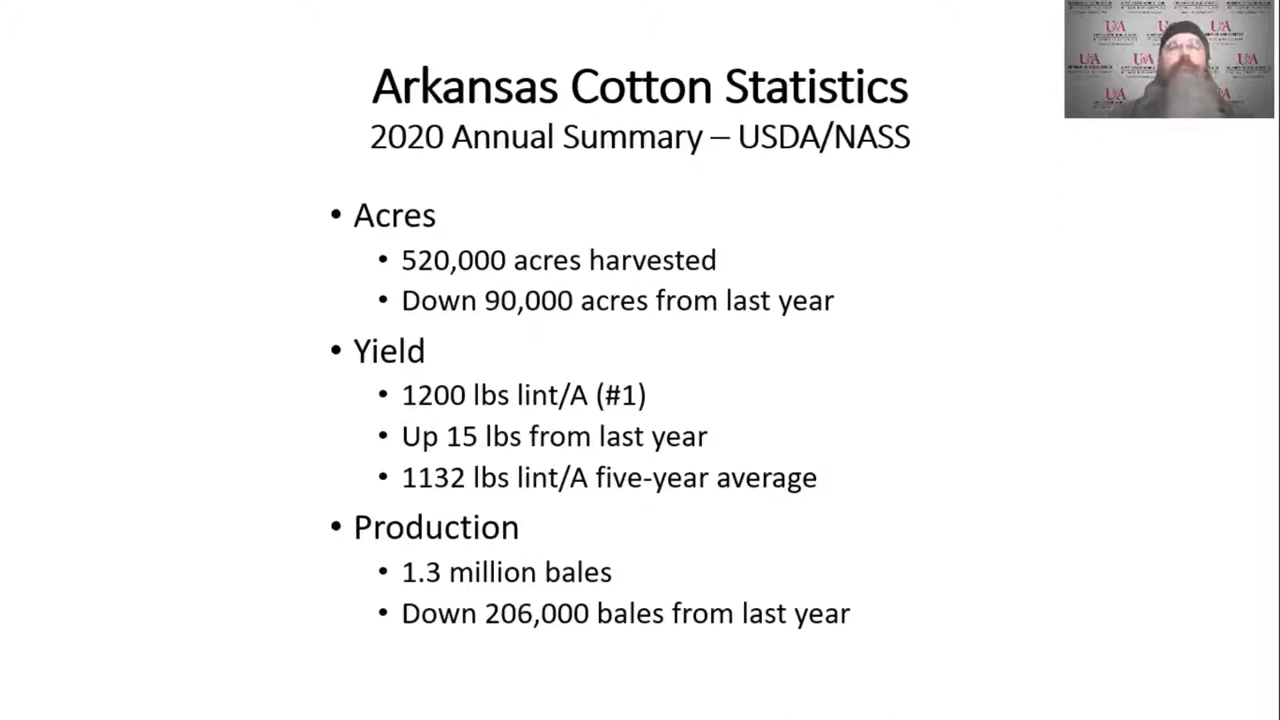 Arkansas Cotton Statistics
2020 Annual Summary – USDA/NASS
• Acres
• 520,000 acres harvested
• Down 90,000 acres from last year
• Yield
• 1200 lbs lint/A (#1)
• Up 15 lbs from last year
• 1132 lbs lint/A five-year average
• Production
• 1.3 million bales
• Down 206,000 bales from last year